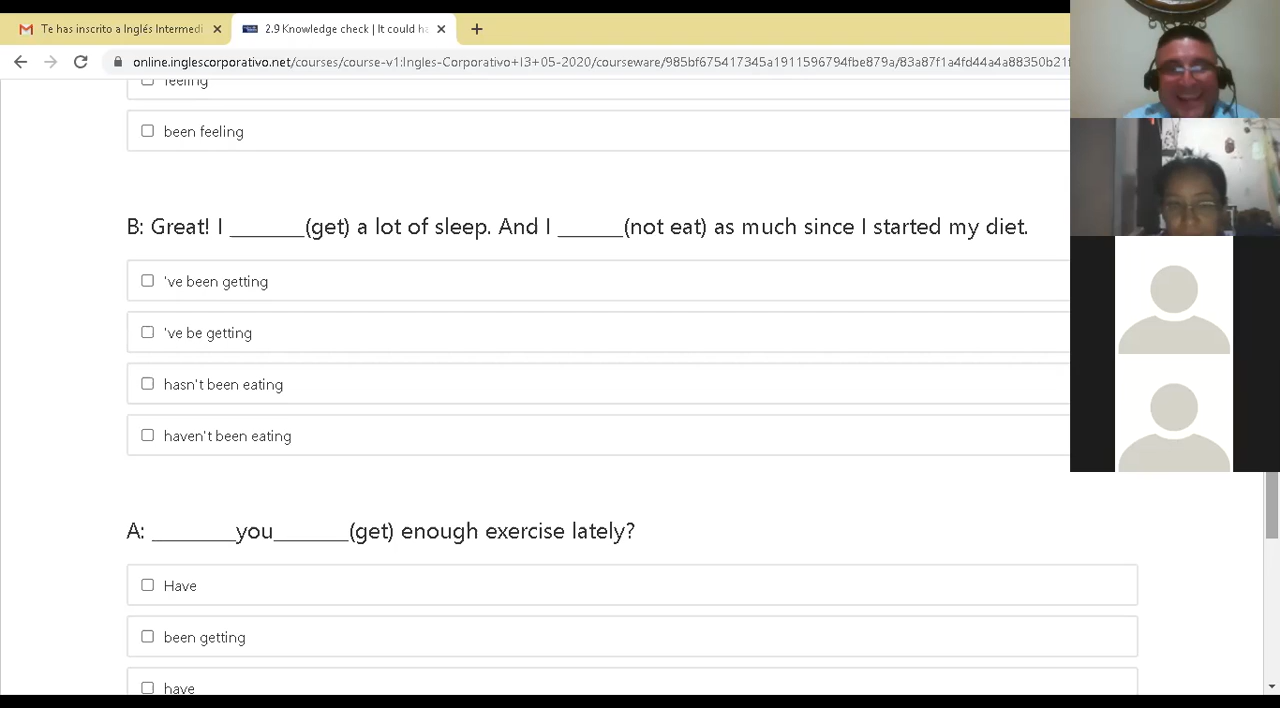 Te has inscrito a Inglés Intermedi
2.9 Knowledge check | It could ha
online.inglescorporativo.net/courses/course-v1:Ingles-Corporativo+I3+05-2020/courseware/985bf675417345a1911596794fbe879a/83a87f1a4fd44a4a88350b21f
feeling
been feeling
B: Great! I _______(get) a lot of sleep. And I ______(not eat) as much since I started my diet.
've been getting
've be getting
hasn't been eating
haven't been eating
A: ________you_______(get) enough exercise lately?
Have
been getting
have